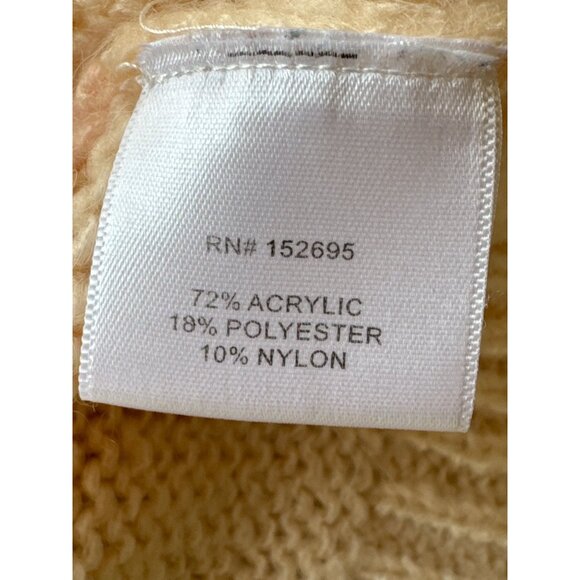 RN# 152695
72% ACRYLIC
18% POLYESTER
10% NYLON